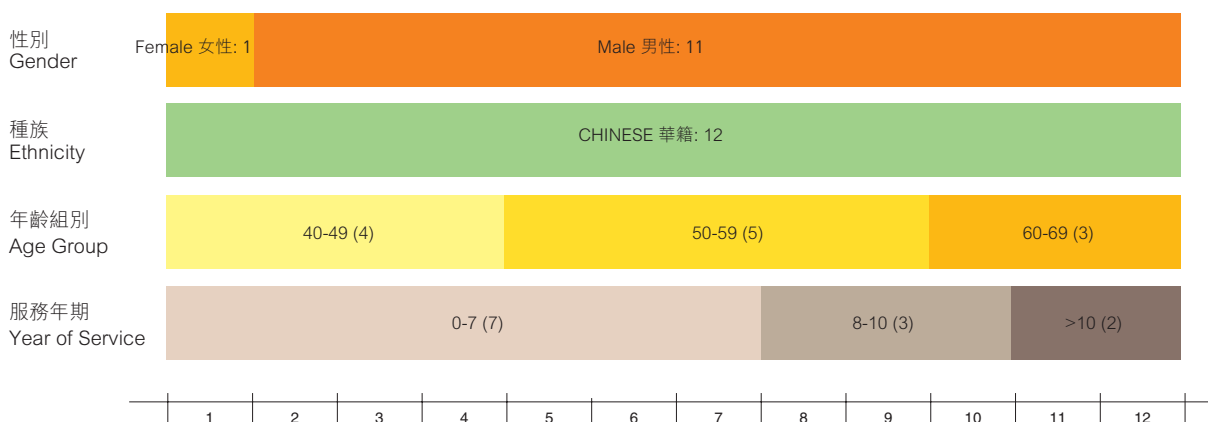 性別
Gender
Female 女性: 1
Male 男性: 11
種族
Ethnicity
CHINESE 華籍: 12
年齡組別
Age Group
40-49 (4)
50-59 (5)
60-69 (3)
服務年期
Year of Service
0-7 (7)
8-10 (3)
>10 (2)
1 2 3 4 5 6 7 8 9 10 11 12